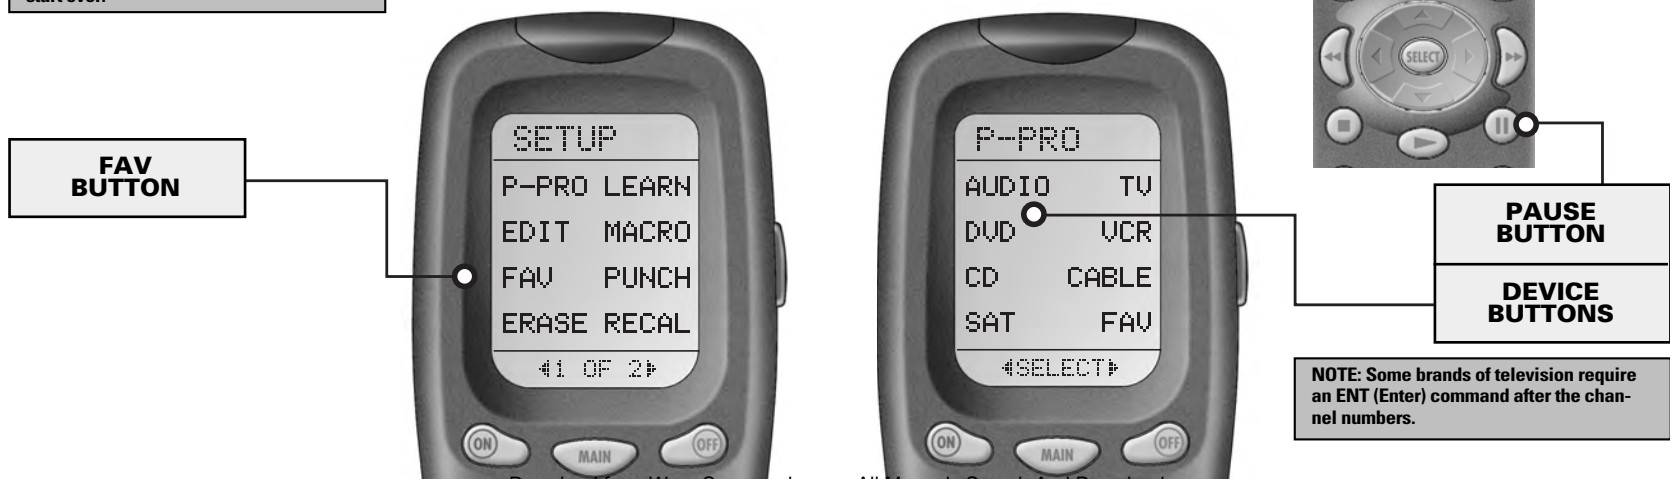 start over.
FAV
BUTTON
SETUP
P-PRO LEARN
EDIT MACRO
FAV PUNCH
ERASE RECAL
1 OF 2
ON
MAIN
OFF
P-PRO
AUDIO TV
DVD VCR
CD CABLE
SAT FAV
SELECT
ON
MAIN
OFF
SELECT
PAUSE
BUTTON
DEVICE
BUTTONS
NOTE: Some brands of television require
an ENT (Enter) command after the chan-
nel numbers.